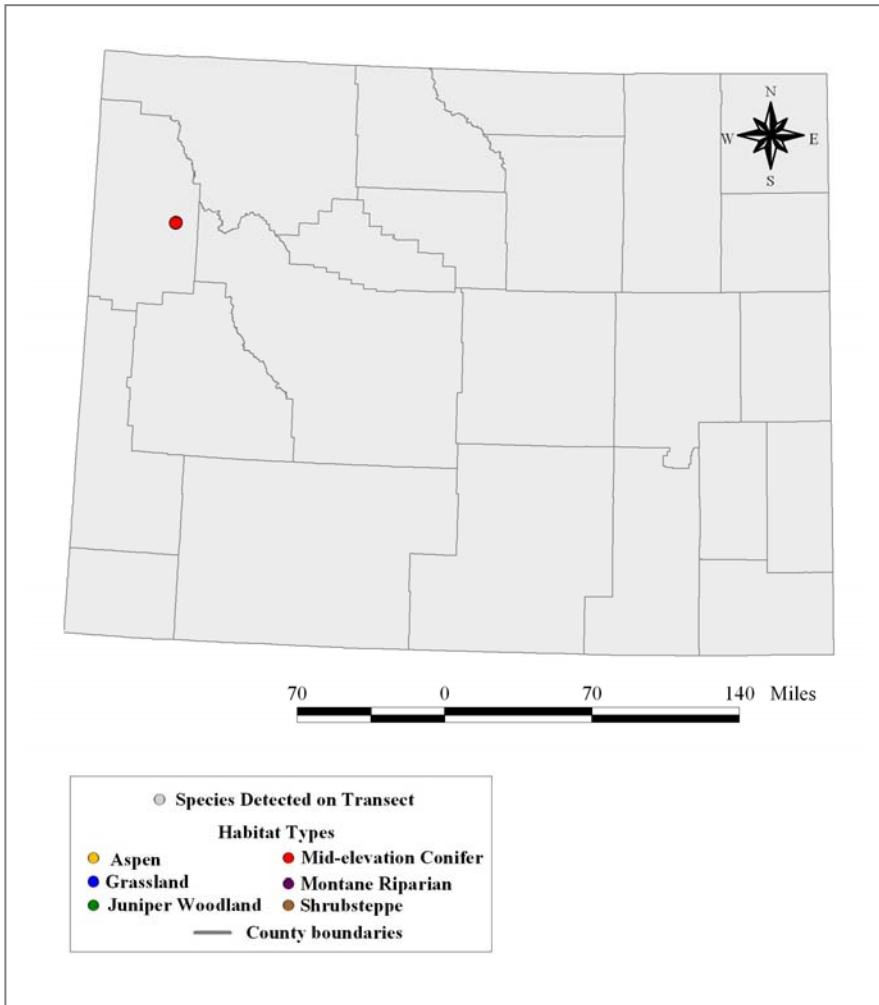 N
W E
S
70 0 70 140 Miles
Species Detected on Transect
Habitat Types
Aspen Mid-elevation Conifer
Grassland Montane Riparian
Juniper Woodland Shrubsteppe
County boundaries